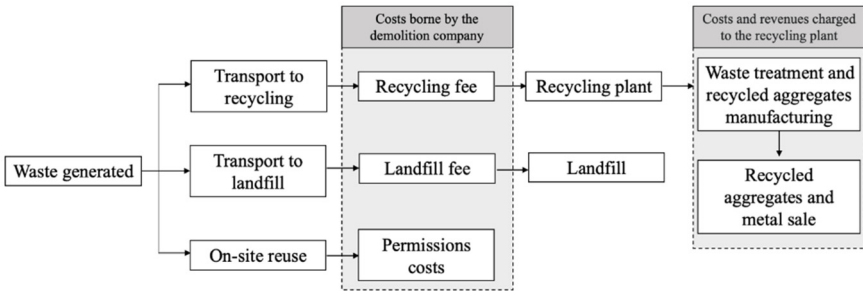 Costs borne by the
demolition company
Costs and revenues charged
to the recycling plant
Transport to
recycling
Recycling fee
Recycling plant
Waste treatment and
recycled aggregates
manufacturing
Waste generated
Transport to
landfill
Landfill fee
Landfill
Recycled
aggregates and
metal sale
On-site reuse
Permissions
costs